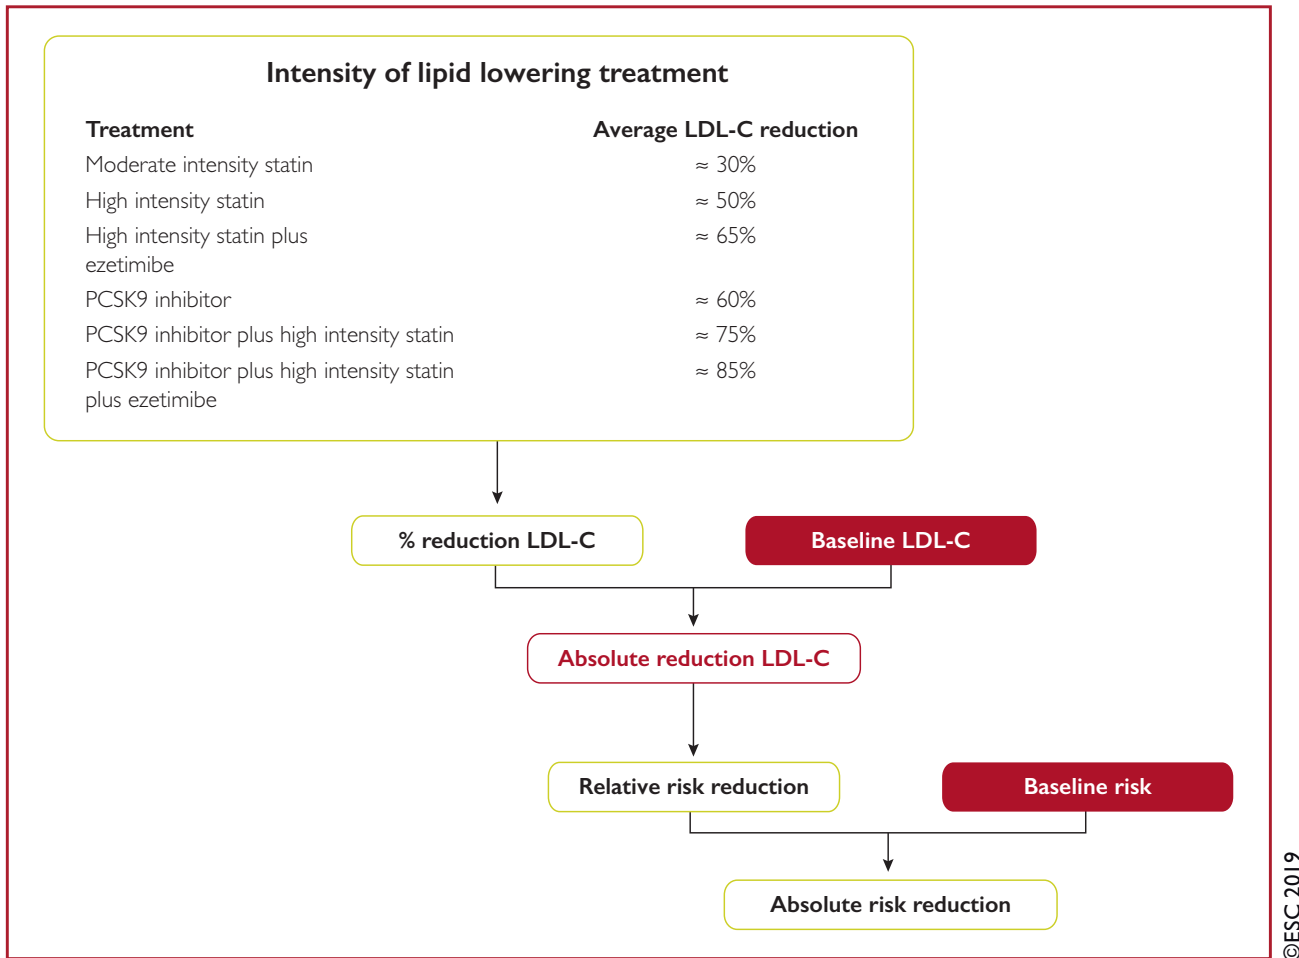 Intensity of lipid lowering treatment
Treatment Average LDL-C reduction
Moderate intensity statin ≈ 30%
High intensity statin ≈ 50%
High intensity statin plus ≈ 65%
ezetimibe
PCSK9 inhibitor ≈ 60%
PCSK9 inhibitor plus high intensity statin ≈ 75%
PCSK9 inhibitor plus high intensity statin ≈ 85%
plus ezetimibe
% reduction LDL-C
Baseline LDL-C
Absolute reduction LDL-C
Relative risk reduction
Baseline risk
Absolute risk reduction
©ESC 2019